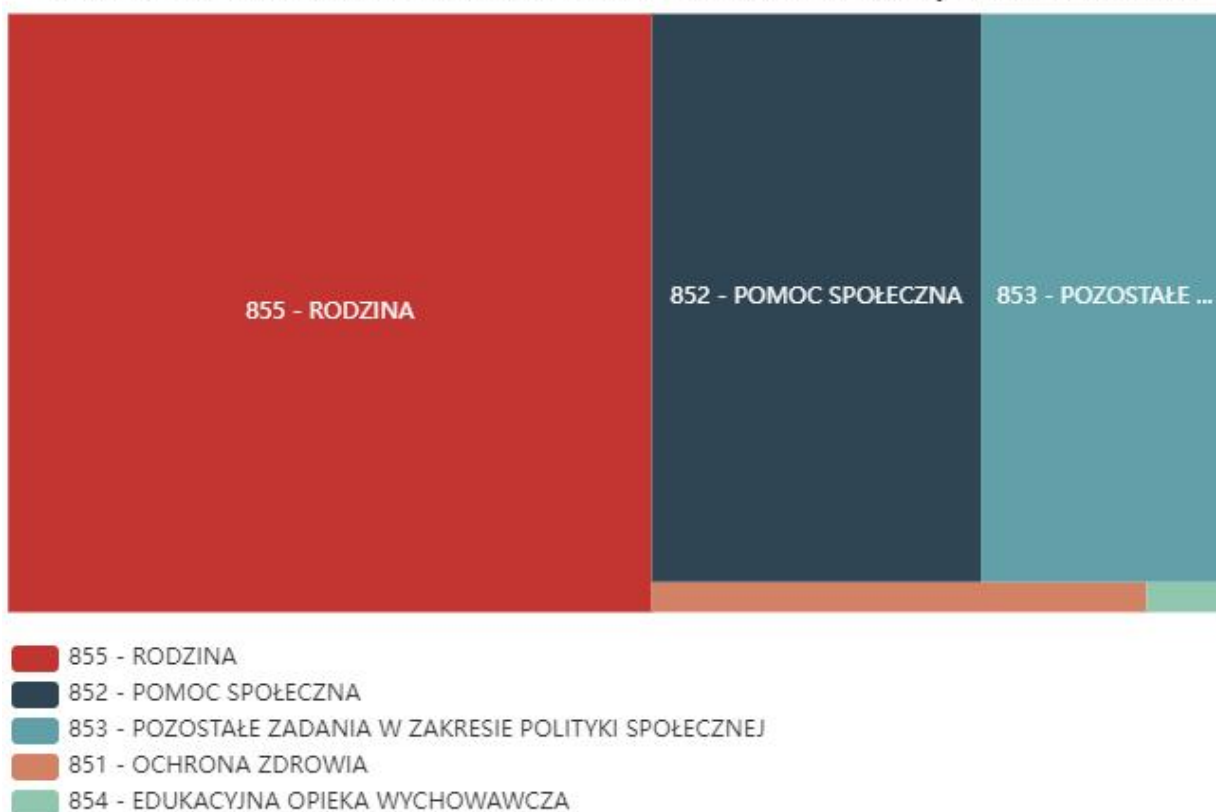 855 - RODZINA
852 - POMOC SPOŁECZNA
853 - POZOSTAŁE ...
855 - RODZINA
852 - POMOC SPOŁECZNA
853 - POZOSTAŁE ZADANIA W ZAKRESIE POLITYKI SPOŁECZNEJ
851 - OCHRONA ZDROWIA
854 - EDUKACYJNA OPIEKA WYCHOWAWCZA